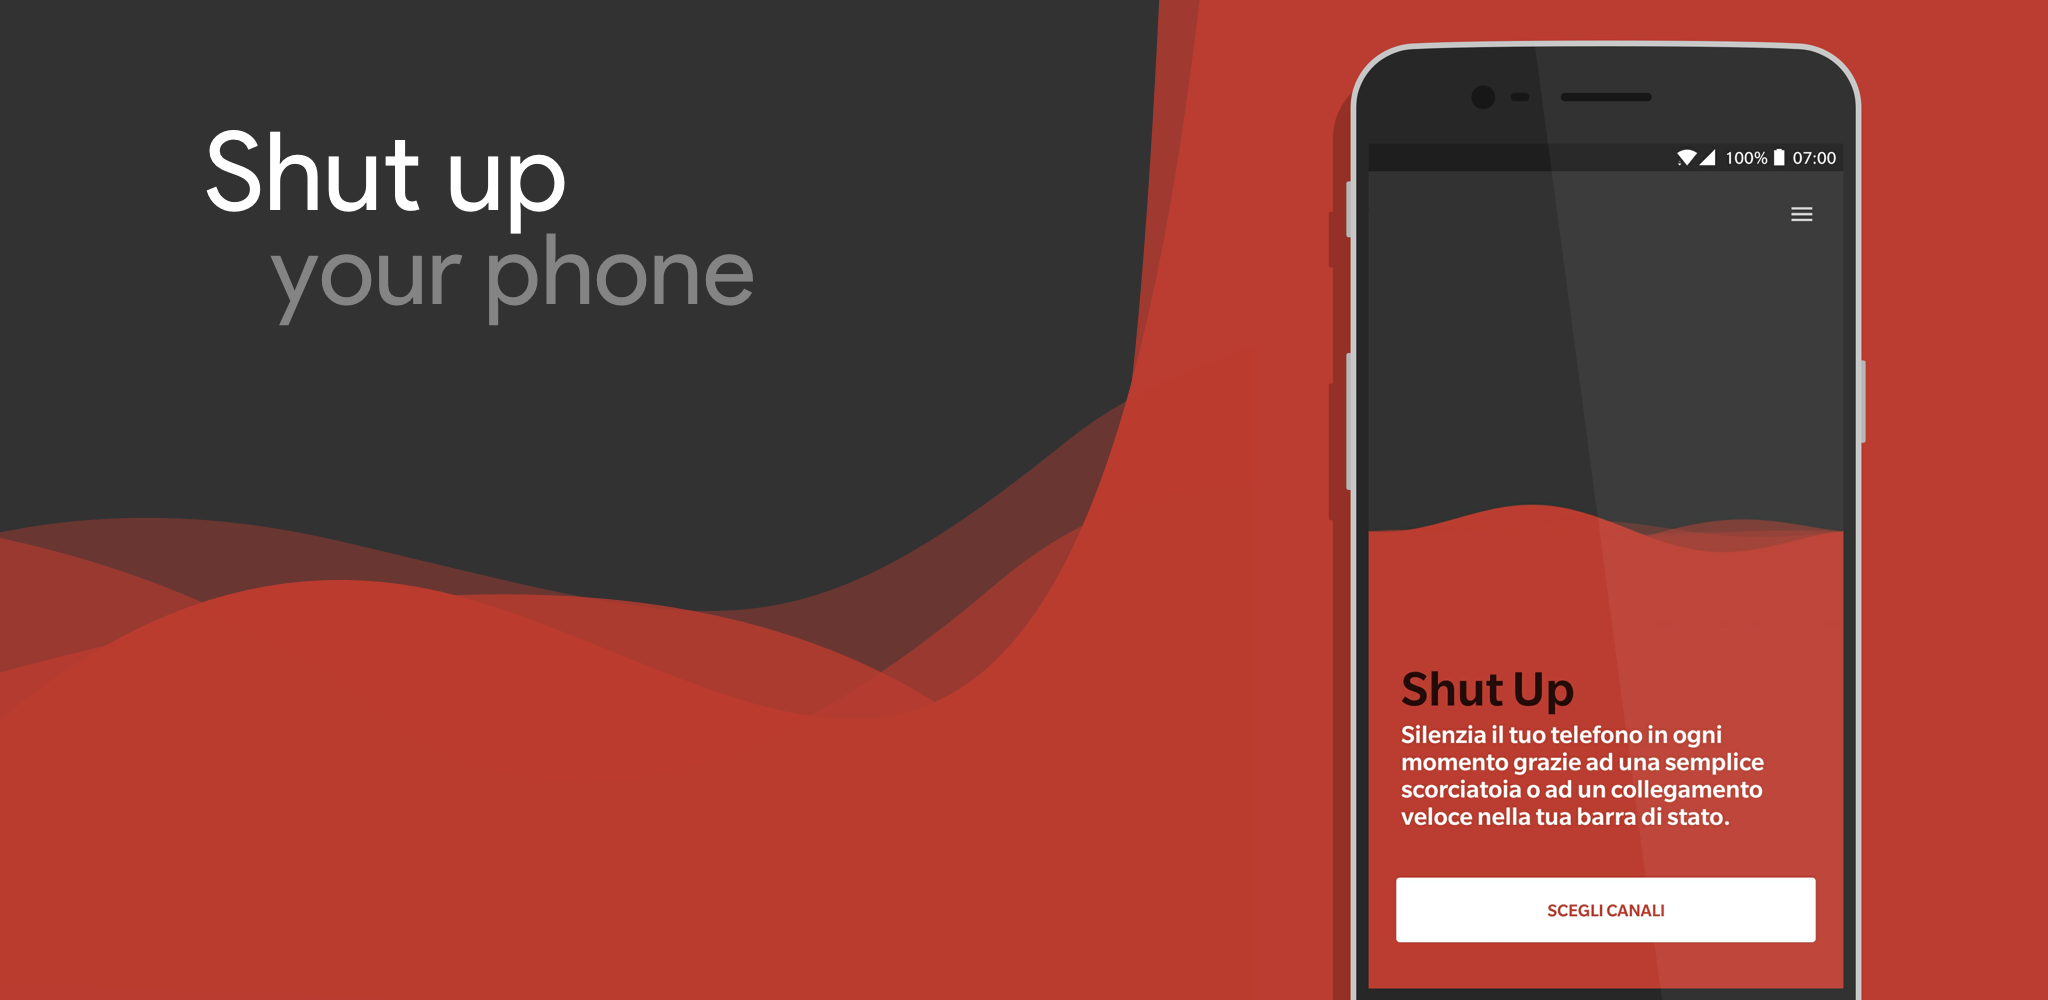 Shut up
your phone
100% 07:00
Shut Up
Silenzia il tuo telefono in ogni
momento grazie ad una semplice
scorciatoia o ad un collegamento
veloce nella tua barra di stato.
SCEGLI CANALI